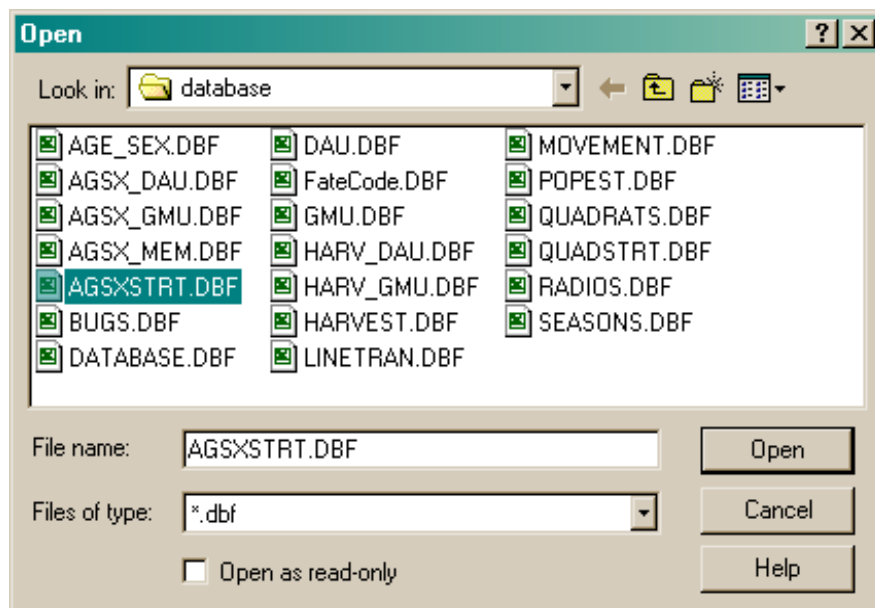 Open
Look in: database
AGE_SEX.DBF DAU.DBF MOVEMENT.DBF
AGSX_DAU.DBF FateCode.DBF POPEST.DBF
AGSX_GMU.DBF GMU.DBF QUADRATS.DBF
AGSX_MEM.DBF HARV_DAU.DBF QUADSTRT.DBF
AGSXSTRT.DBF HARV_GMU.DBF RADIOS.DBF
BUGS.DBF HARVEST.DBF SEASONS.DBF
DATABASE.DBF LINETRAN.DBF
File name: AGSXSTRT.DBF Open
Files of type: *.dbf Cancel
Open as read-only Help